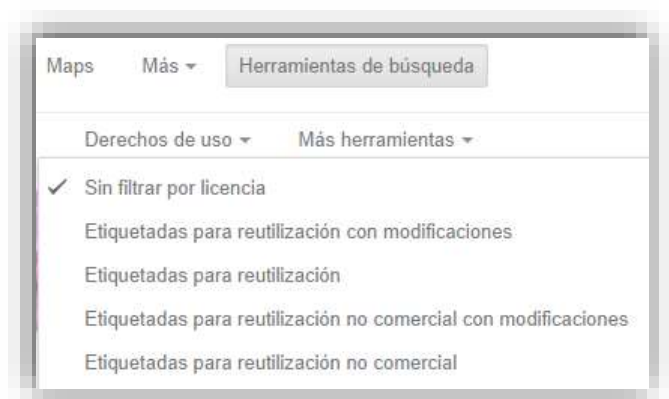 Maps Más Herramientas de búsqueda
Derechos de uso Más herramientas
Sin filtrar por licencia
Etiquetadas para reutilización con modificaciones
Etiquetadas para reutilización
Etiquetadas para reutilización no comercial con modificaciones
Etiquetadas para reutilización no comercial